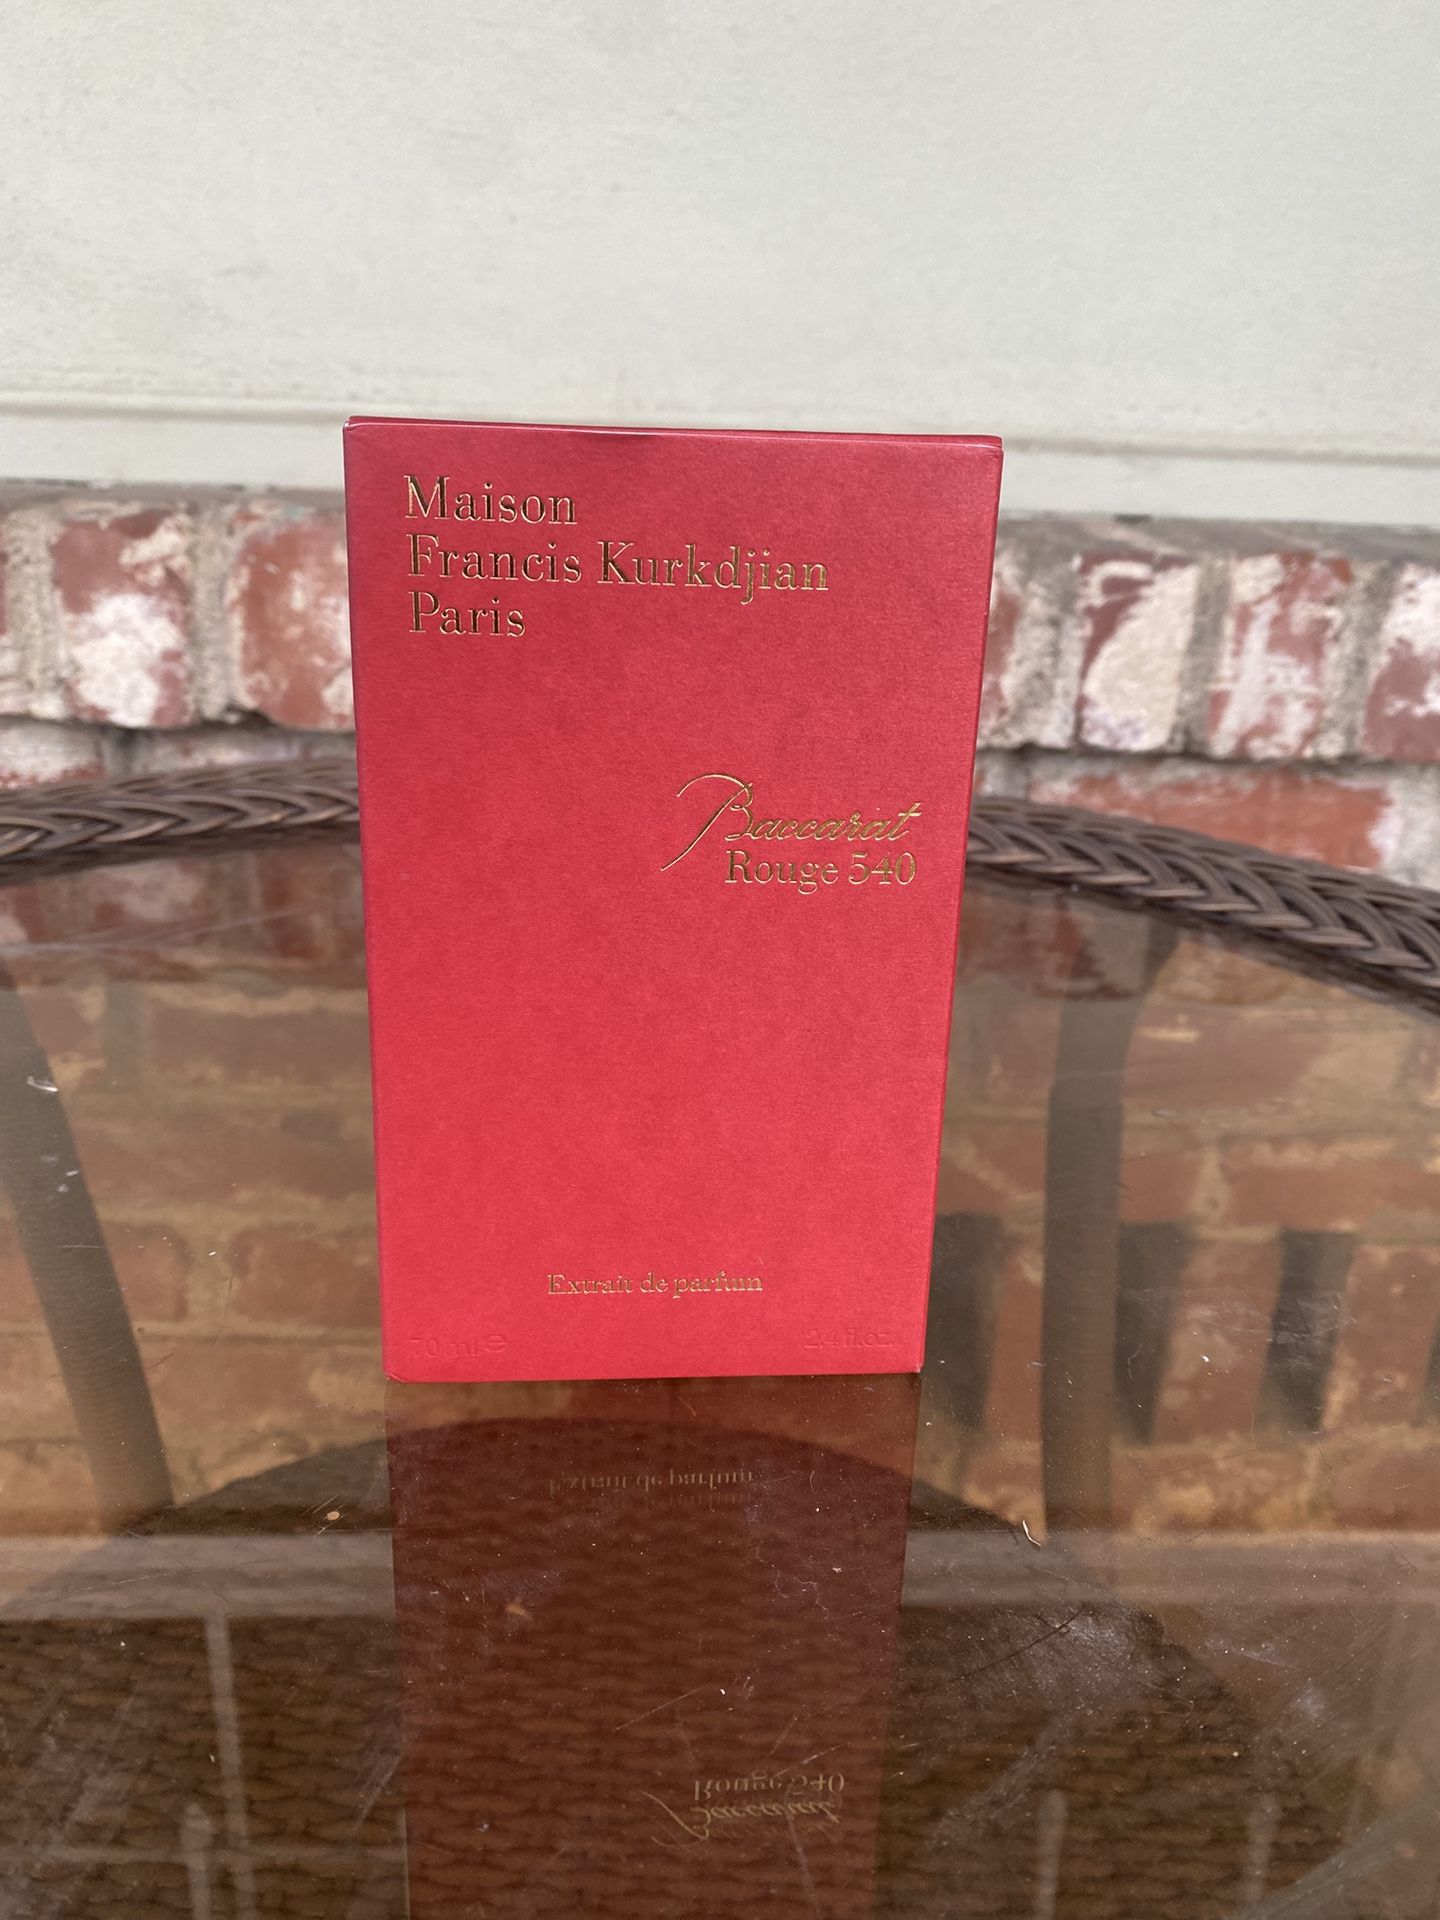 Maison
Francis Kurkdjian
Paris
Baccarat
Rouge 540
Extrait de parfum
70 ml ℮ 2.4 fl.oz.